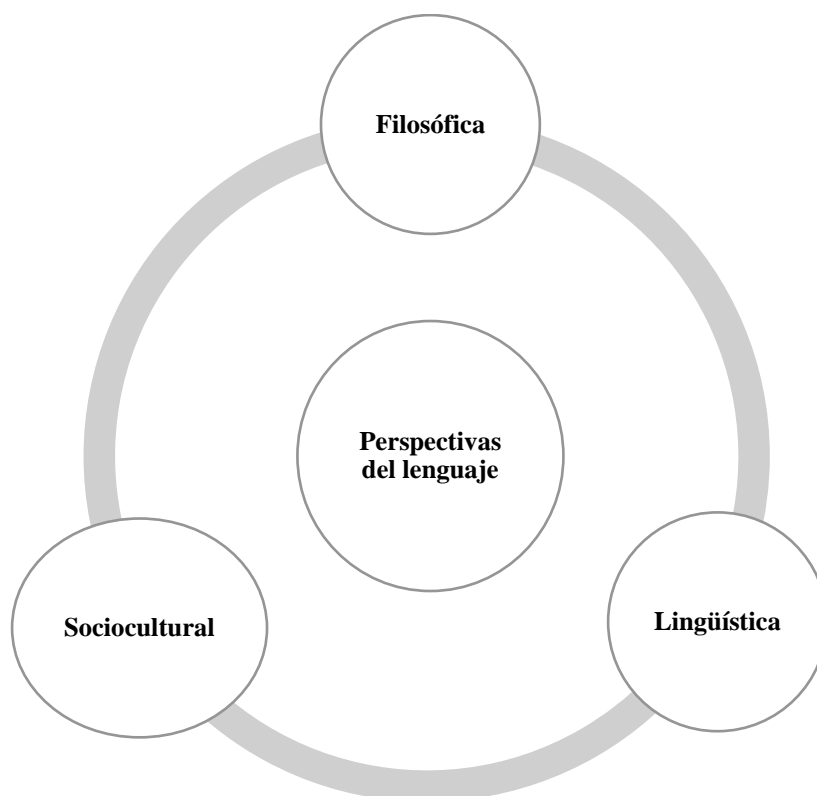 Filosófica
Perspectivas
del lenguaje
Sociocultural
Lingüística